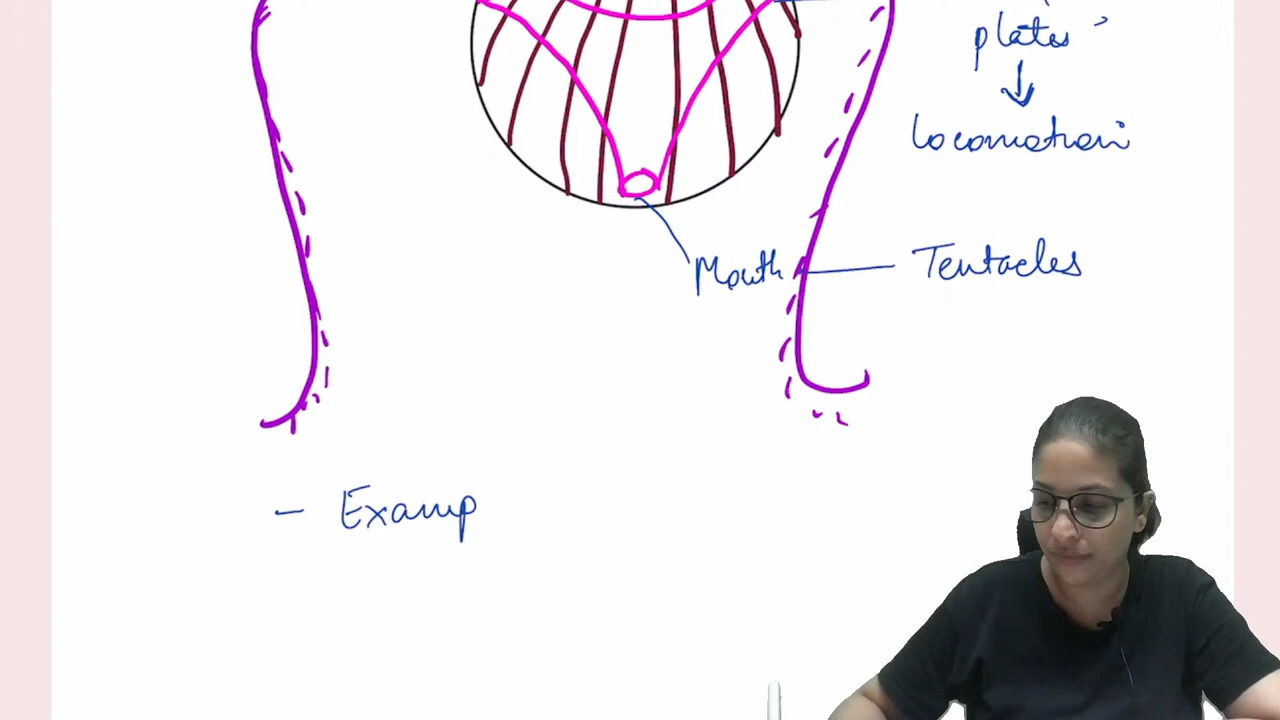 plates
↓
Locomotion
Mouth
Tentacles
- Examp